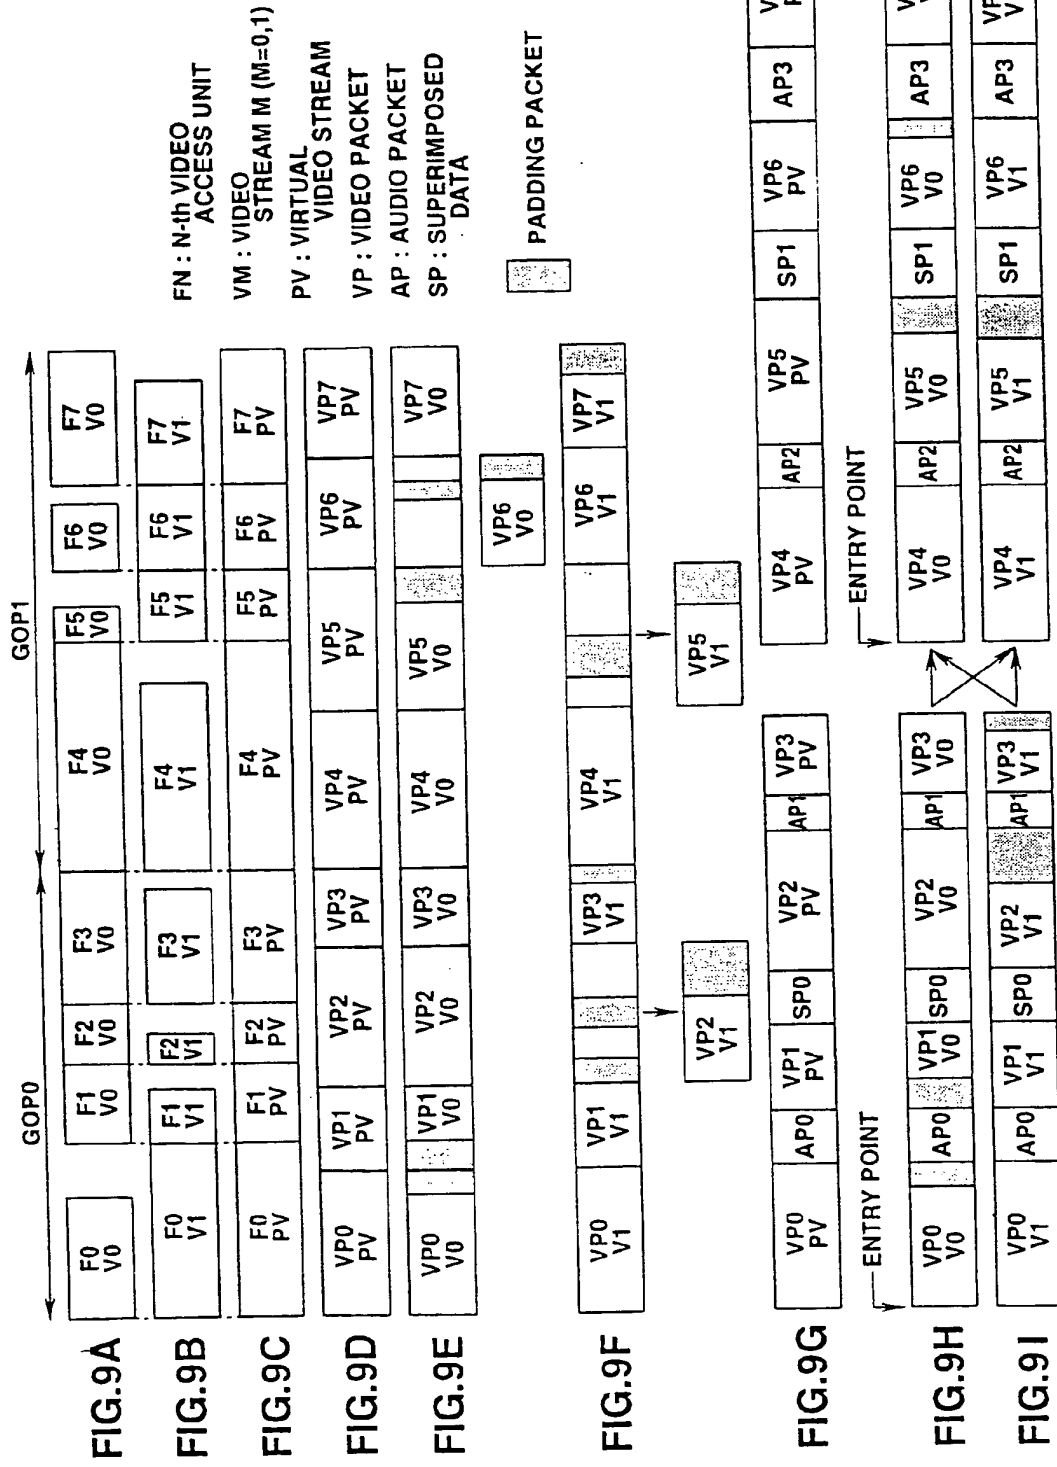 GOP0
GOP1
FIG.9A
F0
V0
F1
V0
F2
V0
F3
V0
F4
V0
F5
V0
F6
V0
F7
V0
FIG.9B
F0
V1
F1
V1
F2
V1
F3
V1
F4
V1
F5
V1
F6
V1
F7
V1
FIG.9C
F0
PV
F1
PV
F2
PV
F3
PV
F4
PV
F5
PV
F6
PV
F7
PV
FIG.9D
VP0
PV
VP1
PV
VP2
PV
VP3
PV
VP4
PV
VP5
PV
VP6
PV
VP7
PV
FIG.9E
VP0
V0
VP1
V0
VP2
V0
VP3
V0
VP4
V0
VP5
V0
VP7
V0
VP6
V0
FIG.9F
VP0
V1
VP1
V1
VP3
V1
VP4
V1
VP6
V1
VP7
V1
VP2
V1
VP5
V1
FN : N-th VIDEO
ACCESS UNIT
VM : VIDEO
STREAM M (M=0,1)
PV : VIRTUAL
VIDEO STREAM
VP : VIDEO PACKET
AP : AUDIO PACKET
SP : SUPERIMPOSED
DATA
PADDING PACKET
FIG.9G
VP0
PV
AP0
VP1
PV
SP0
VP2
PV
AP1
VP3
PV
VP4
PV
AP2
VP5
PV
SP1
VP6
PV
AP3
ENTRY POINT
ENTRY POINT
FIG.9H
VP0
V0
AP0
VP1
V0
SP0
VP2
V0
AP1
VP3
V0
VP4
V0
AP2
VP5
V0
SP1
VP6
V0
AP3
FIG.9I
VP0
V1
AP0
VP1
V1
SP0
VP2
V1
AP1
VP3
V1
VP4
V1
AP2
VP5
V1
SP1
VP6
V1
AP3